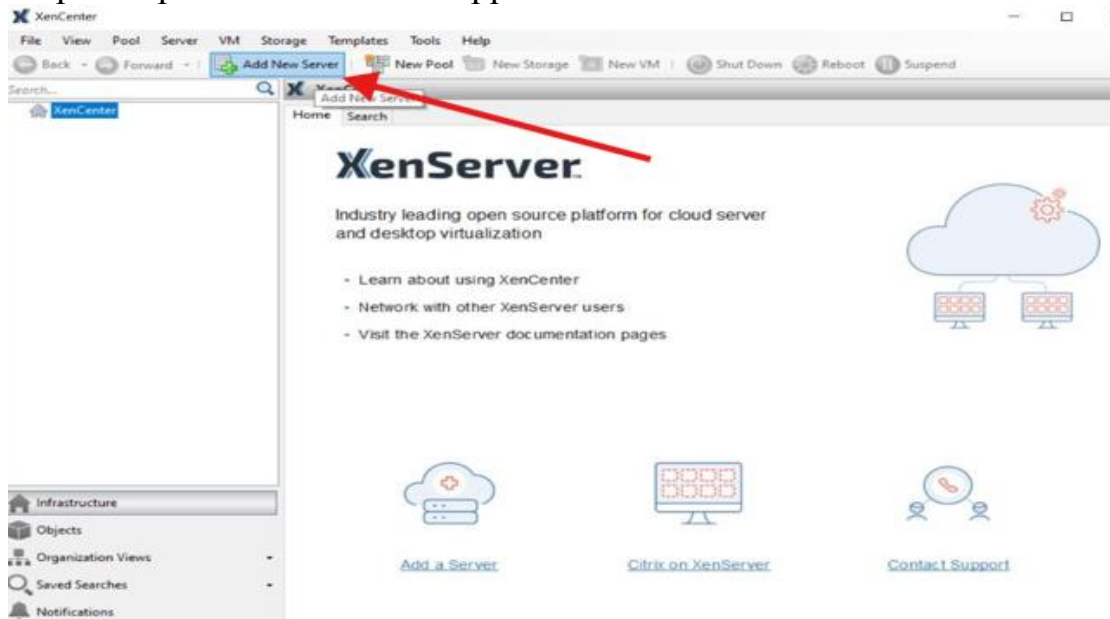 XenCenter
File View Pool Server VM Storage Templates Tools Help
Back Forward Add New Server New Pool New Storage New VM Shut Down Reboot Suspend
Search...
XenCenter
Add New Server
Home Search
XenServer
Industry leading open source platform for cloud server
and desktop virtualization
- Learn about using XenCenter
- Network with other XenServer users
- Visit the XenServer documentation pages
Infrastructure
Objects
Organization Views
Saved Searches
Notifications
Add a Server Citrix on XenServer Contact Support